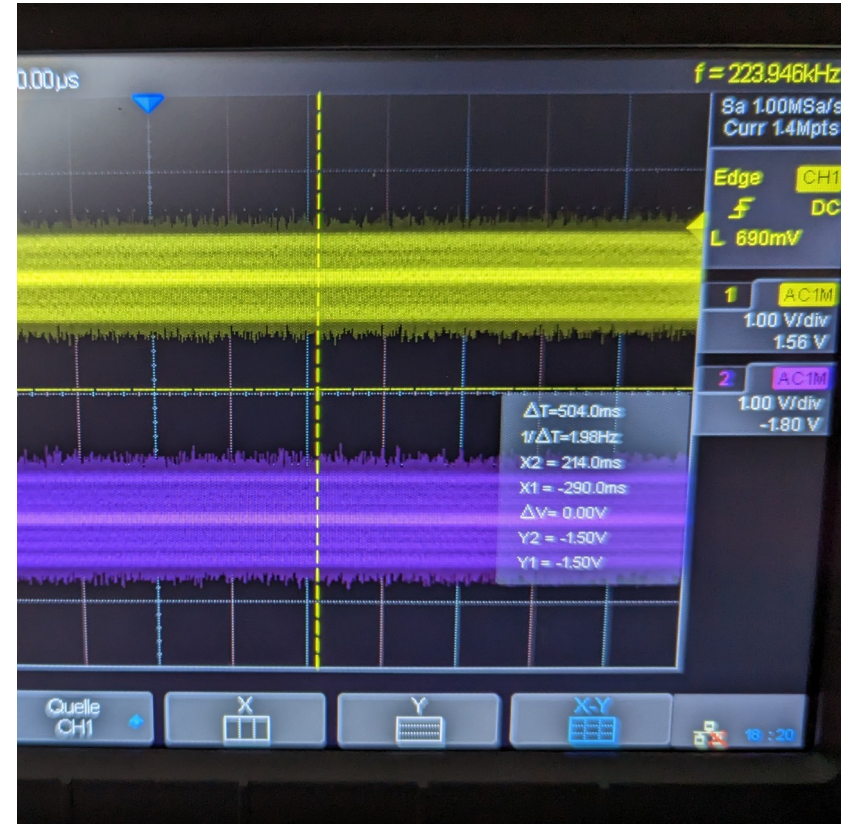 0.00µs
f = 223.946kHz
Sa 1.00MSa/s
Curr 1.4Mpts
Edge CH1
DC
L 690mV
1 AC1M
1.00 V/div
1.56 V
2 AC1M
1.00 V/div
-1.80 V
ΔT=504.0ms
1/ΔT=1.98Hz
X2 = 214.0ms
X1 = -290.0ms
ΔV= 0.00V
Y2 = -1.50V
Y1 = -1.50V
Quelle
CH1
X
Y
X-Y
18 : 20